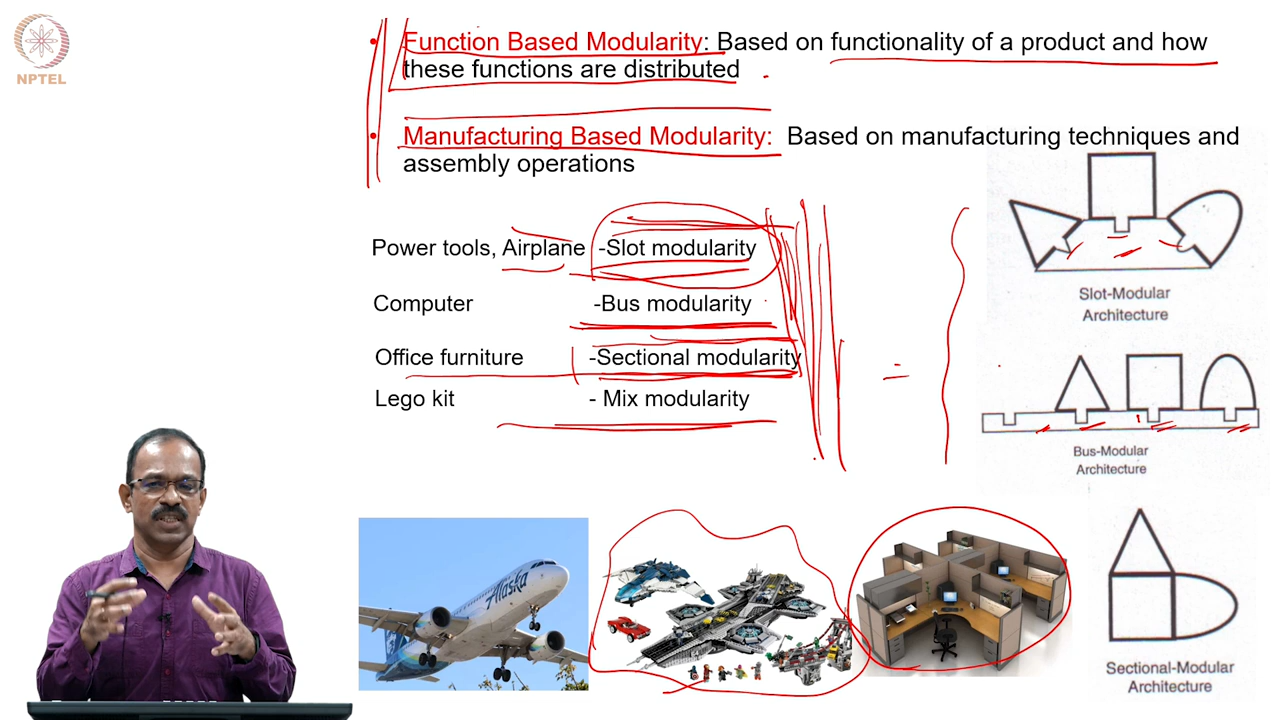 NPTEL
• Function Based Modularity: Based on functionality of a product and how
these functions are distributed
• Manufacturing Based Modularity: Based on manufacturing techniques and
assembly operations
Power tools, Airplane -Slot modularity
Computer -Bus modularity
Office furniture -Sectional modularity
Lego kit - Mix modularity
Slot-Modular
Architecture
Bus-Modular
Architecture
Sectional-Modular
Architecture
Alaska